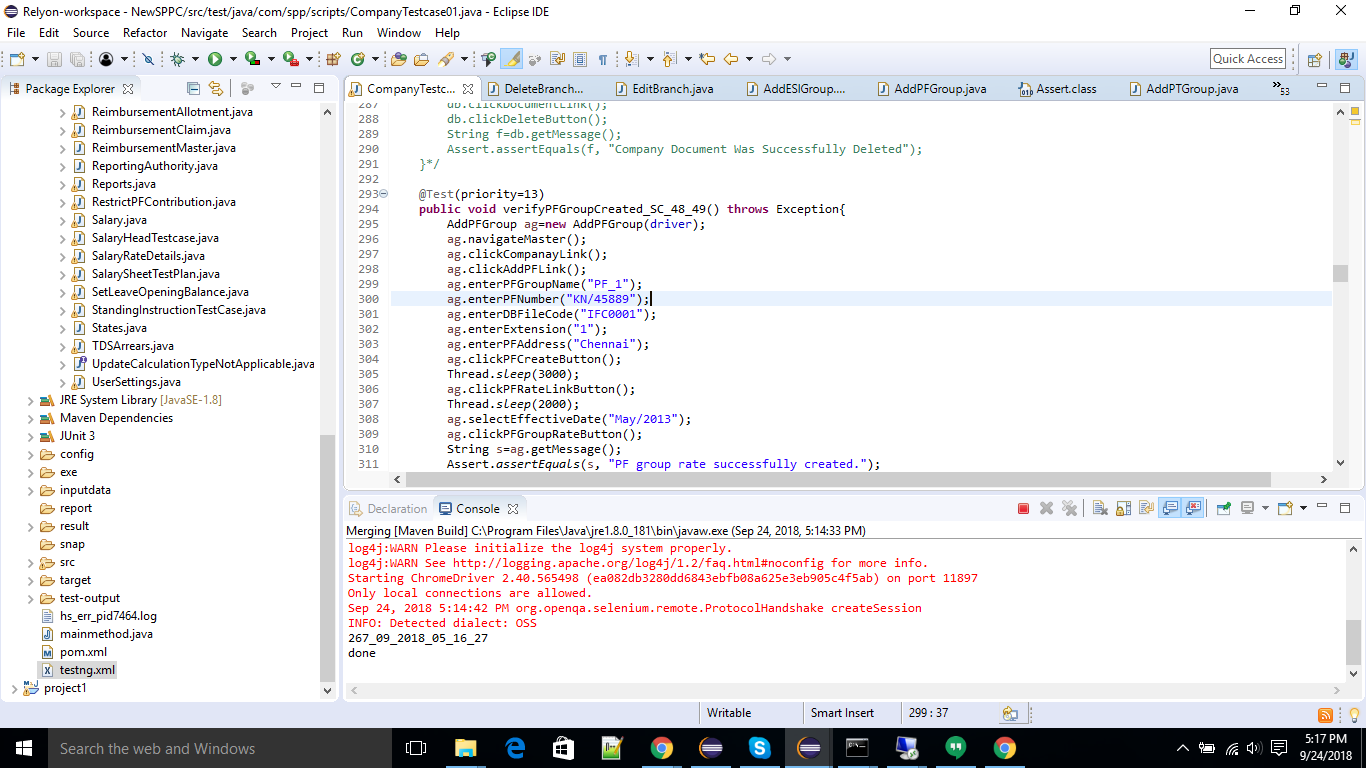 Relyon-workspace - NewSPPC/src/test/java/com/spp/scripts/CompanyTestcase01.java - Eclipse IDE
File Edit Source Refactor Navigate Search Project Run Window Help
Quick Access
Package Explorer
ReimbursementAllotment.java
ReimbursementClaim.java
ReimbursementMaster.java
ReportingAuthority.java
Reports.java
RestrictPFContribution.java
Salary.java
SalaryHeadTestcase.java
SalaryRateDetails.java
SalarySheetTestPlan.java
SetLeaveOpeningBalance.java
StandingInstructionTestCase.java
States.java
TDSArrears.java
UpdateCalculationTypeNotApplicable.java
UserSettings.java
JRE System Library [JavaSE-1.8]
Maven Dependencies
JUnit 3
config
exe
inputdata
report
result
snap
src
target
test-output
hs_err_pid7464.log
mainmethod.java
pom.xml
testng.xml
project1
CompanyTestc... DeleteBranch... EditBranch.java AddESIGroup.... AddPFGroup.java Assert.class AddPTGroup.java 53
287 db.clickDocumentLink();
288 db.clickDeleteButton();
289 String f=db.getMessage();
290 Assert.assertEquals(f, "Company Document Was Successfully Deleted");
291 }*/
292
293 @Test(priority=13)
294 public void verifyPFGroupCreated_SC_48_49() throws Exception{
295 AddPFGroup ag=new AddPFGroup(driver);
296 ag.navigateMaster();
297 ag.clickCompanayLink();
298 ag.clickAddPFLink();
299 ag.enterPFGroupName("PF_1");
300 ag.enterPFNumber("KN/45889");
301 ag.enterDBFileCode("IFC0001");
302 ag.enterExtension("1");
303 ag.enterPFAddress("Chennai");
304 ag.clickPFCreateButton();
305 Thread.sleep(3000);
306 ag.clickPFRateLinkButton();
307 Thread.sleep(2000);
308 ag.selectEffectiveDate("May/2013");
309 ag.clickPFGroupRateButton();
310 String s=ag.getMessage();
311 Assert.assertEquals(s, "PF group rate successfully created.");
Declaration Console
Merging [Maven Build] C:\Program Files\Java\jre1.8.0_181\bin\javaw.exe (Sep 24, 2018, 5:14:33 PM)
log4j:WARN Please initialize the log4j system properly.
log4j:WARN See http://logging.apache.org/log4j/1.2/faq.html#noconfig for more info.
Starting ChromeDriver 2.40.565498 (ea082db3280dd6843ebfb08a625e3eb905c4f5ab) on port 11897
Only local connections are allowed.
Sep 24, 2018 5:14:42 PM org.openqa.selenium.remote.ProtocolHandshake createSession
INFO: Detected dialect: OSS
267_09_2018_05_16_27
done
Writable Smart Insert 299 : 37
Search the web and Windows
5:17 PM
9/24/2018